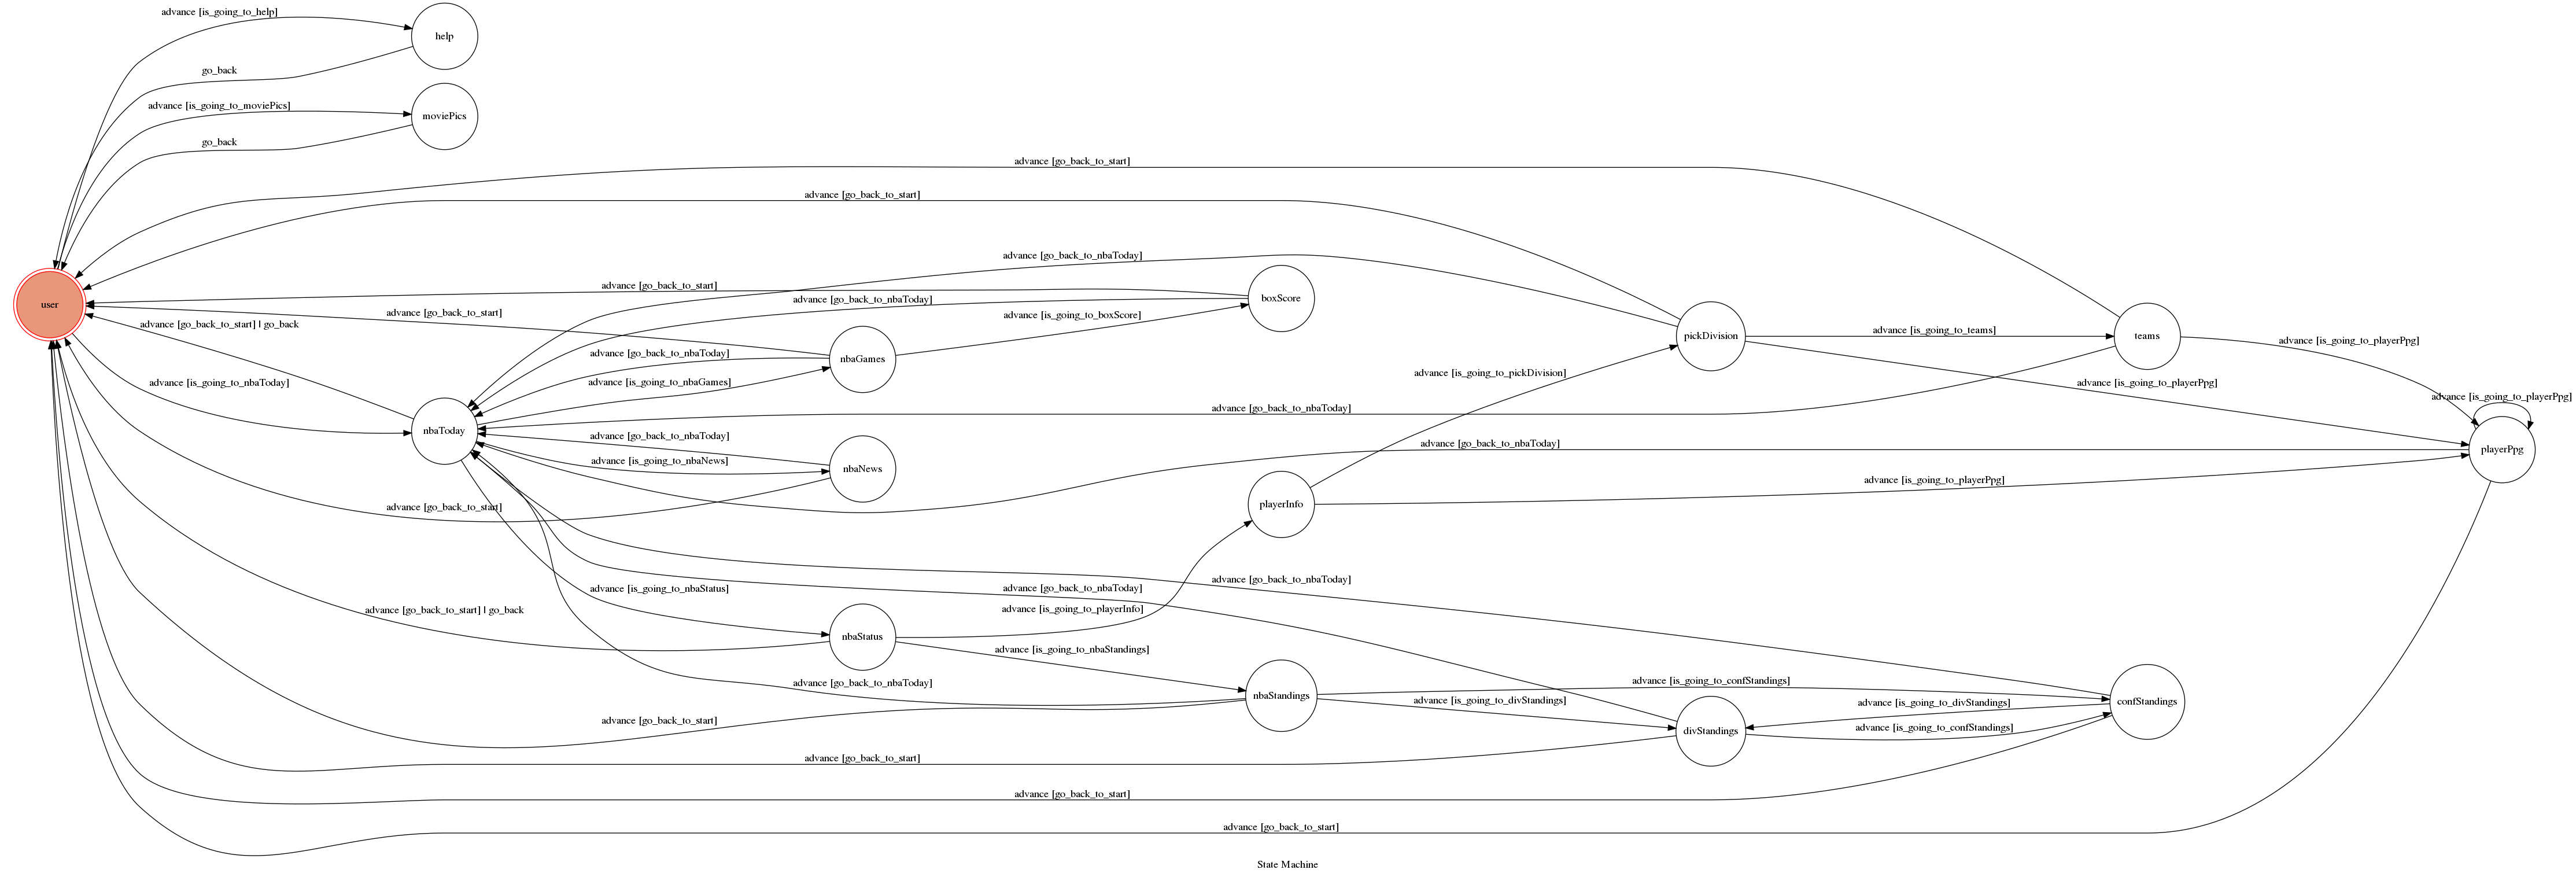 advance [is_going_to_help]
help
go_back
advance [is_going_to_moviePics]
moviePics
go_back
advance [go_back_to_start]
advance [go_back_to_start]
advance [go_back_to_nbaToday]
advance [go_back_to_start]
boxScore
advance [go_back_to_nbaToday]
user
advance [go_back_to_start]
advance [is_going_to_boxScore]
advance [go_back_to_start] | go_back
advance [is_going_to_teams]
pickDivision
teams
advance [is_going_to_playerPpg]
advance [go_back_to_nbaToday]
nbaGames
advance [is_going_to_pickDivision]
advance [is_going_to_nbaToday]
advance [is_going_to_nbaGames]
advance [is_going_to_playerPpg]
advance [is_going_to_playerPpg]
advance [go_back_to_nbaToday]
nbaToday
advance [go_back_to_nbaToday]
advance [go_back_to_nbaToday]
playerPpg
advance [is_going_to_nbaNews]
nbaNews
advance [is_going_to_playerPpg]
advance [go_back_to_start]
playerInfo
advance [go_back_to_nbaToday]
advance [is_going_to_nbaStatus]
advance [go_back_to_nbaToday]
advance [go_back_to_start] | go_back
advance [is_going_to_playerInfo]
nbaStatus
advance [is_going_to_nbaStandings]
advance [go_back_to_nbaToday]
advance [is_going_to_confStandings]
nbaStandings
advance [is_going_to_divStandings]
advance [is_going_to_divStandings]
confStandings
advance [go_back_to_start]
advance [is_going_to_confStandings]
divStandings
advance [go_back_to_start]
advance [go_back_to_start]
advance [go_back_to_start]
State Machine